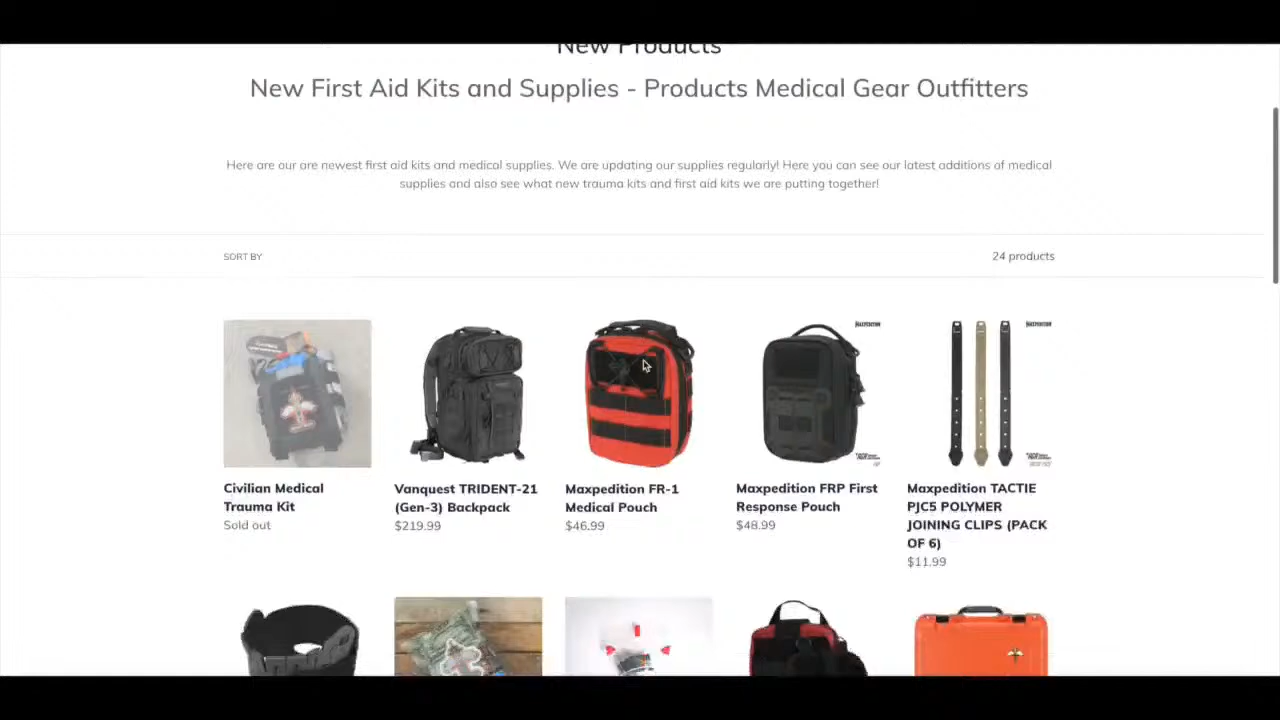 New Products
New First Aid Kits and Supplies - Products Medical Gear Outfitters
Here are our are newest first aid kits and medical supplies. We are updating our supplies regularly! Here you can see our latest additions of medical
supplies and also see what new trauma kits and first aid kits we are putting together!
SORT BY
24 products
MAXPEDITION
MAXPEDITION
Civilian Medical
Trauma Kit
Sold out
Vanquest TRIDENT-21
(Gen-3) Backpack
$219.99
Maxpedition FR-1
Medical Pouch
$46.99
Maxpedition FRP First
Response Pouch
$48.99
Maxpedition TACTIE
PJC5 POLYMER
JOINING CLIPS (PACK
OF 6)
$11.99